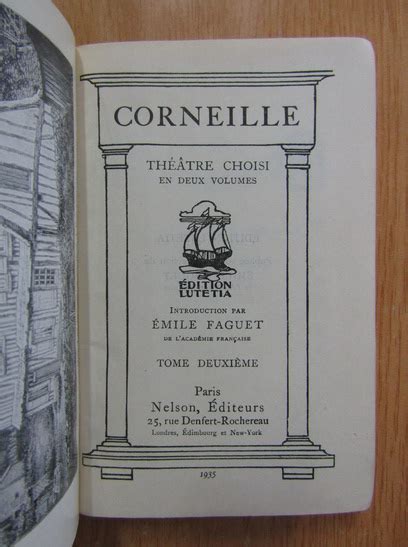 CORNEILLE
THÉÂTRE CHOISI
EN DEUX VOLUMES
ÉDITION
LUTETIA
INTRODUCTION PAR
ÉMILE FAGUET
DE L'ACADÉMIE FRANÇAISE
TOME DEUXIÈME
Paris
Nelson, Éditeurs
25, rue Denfert-Rochereau
Londres, Édimbourg et New-York
1935